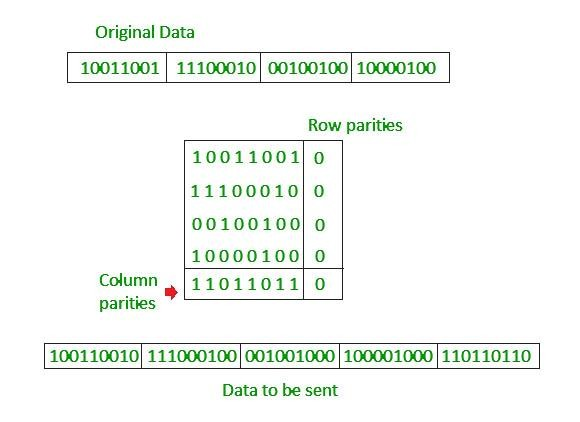 Original Data
10011001 11100010 00100100 10000100
Row parities
1 0 0 1 1 0 0 1 0
1 1 1 0 0 0 1 0 0
0 0 1 0 0 1 0 0 0
1 0 0 0 0 1 0 0 0
Column
parities
1 1 0 1 1 0 1 1 0
100110010 111000100 001001000 100001000 110110110
Data to be sent